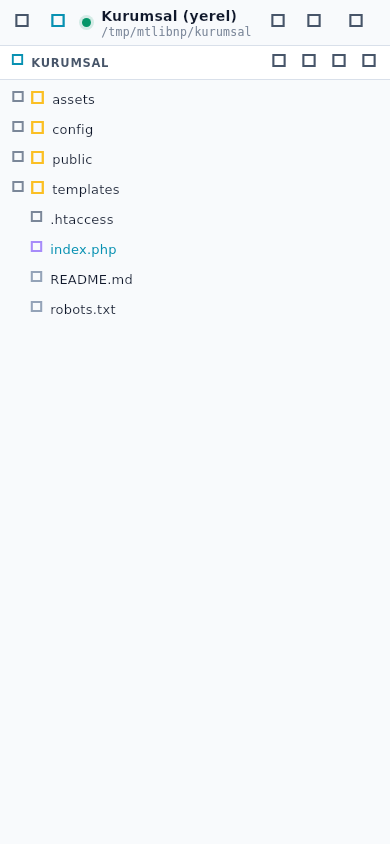 Kurumsal (yerel)
/tmp/mtlibnp/kurumsal
KURUMSAL
assets
config
public
templates
.htaccess
index.php
README.md
robots.txt